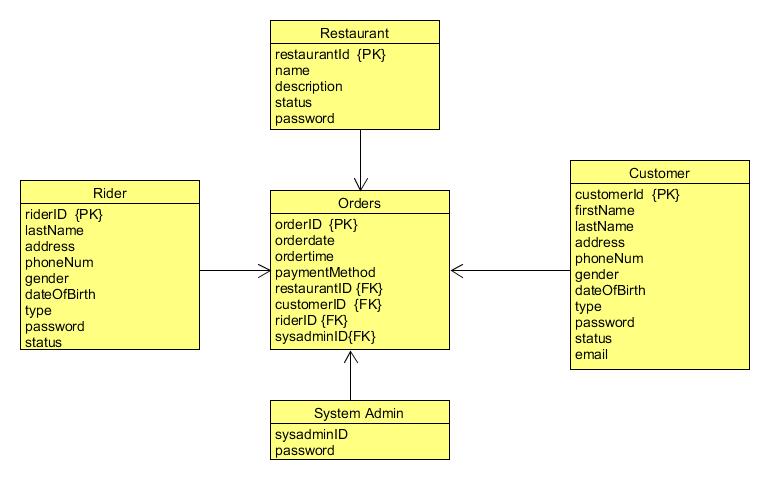 Restaurant
restaurantId {PK}
name
description
status
password
Rider
riderID {PK}
lastName
address
phoneNum
gender
dateOfBirth
type
password
status
Orders
orderID {PK}
orderdate
ordertime
paymentMethod
restaurantID {FK}
customerID {FK}
riderID {FK}
sysadminID{FK}
Customer
customerId {PK}
firstName
lastName
address
phoneNum
gender
dateOfBirth
type
password
status
email
System Admin
sysadminID
password